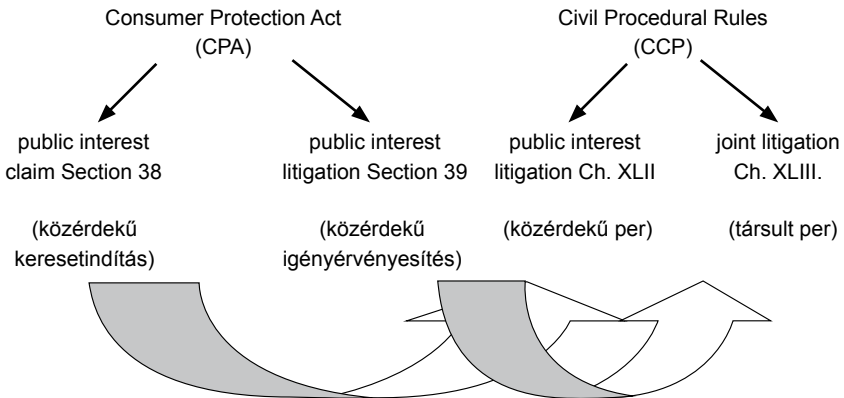 Consumer Protection Act
(CPA)
Civil Procedural Rules
(CCP)
public interest
claim Section 38
(közérdekű
keresetindítás)
public interest
litigation Section 39
(közérdekű
igényérvényesítés)
public interest
litigation Ch. XLII
(közérdekű per)
joint litigation
Ch. XLIII.
(társult per)